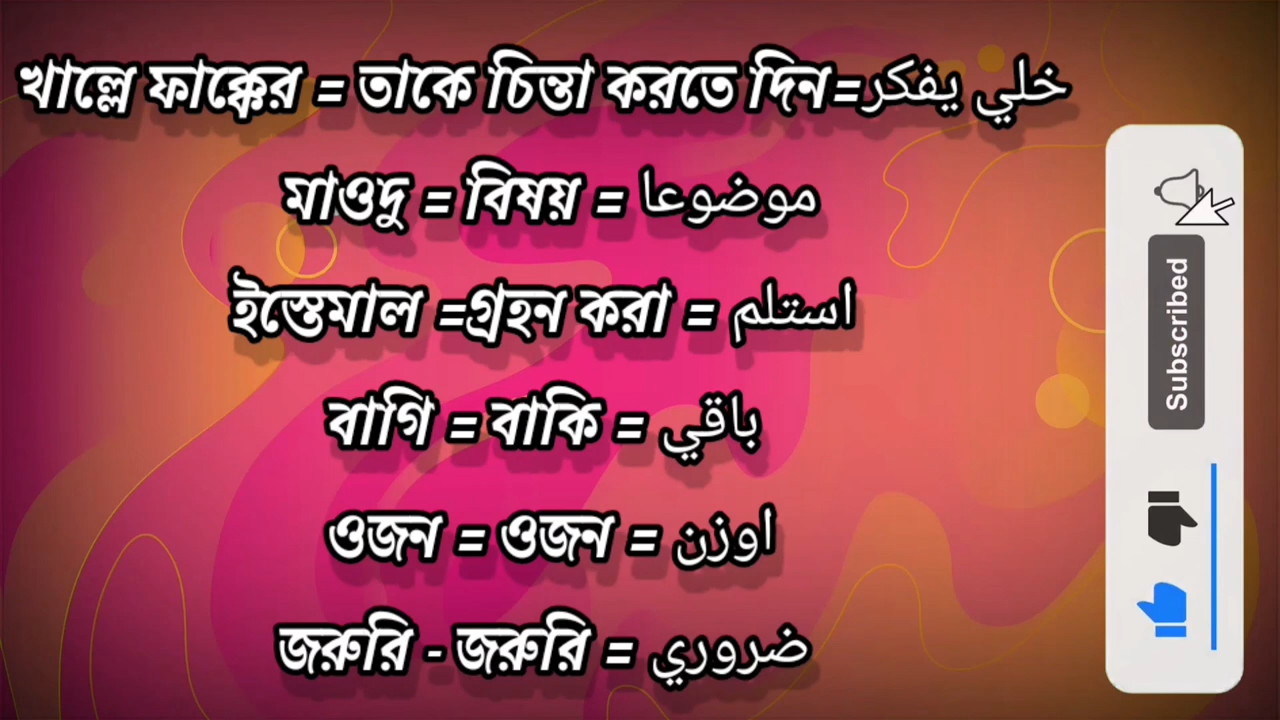 খাল্লে ফাক্কের = তাকে চিন্তা করতে দিন=خلي يفكر
মাওদু = বিষয় = موضوعا
ইস্তেমাল =গ্রহন করা = استلم
বাগি = বাকি = باقي
ওজন = ওজন = اوزن
জরুরি - জরুরি = ضروري
Subscribed